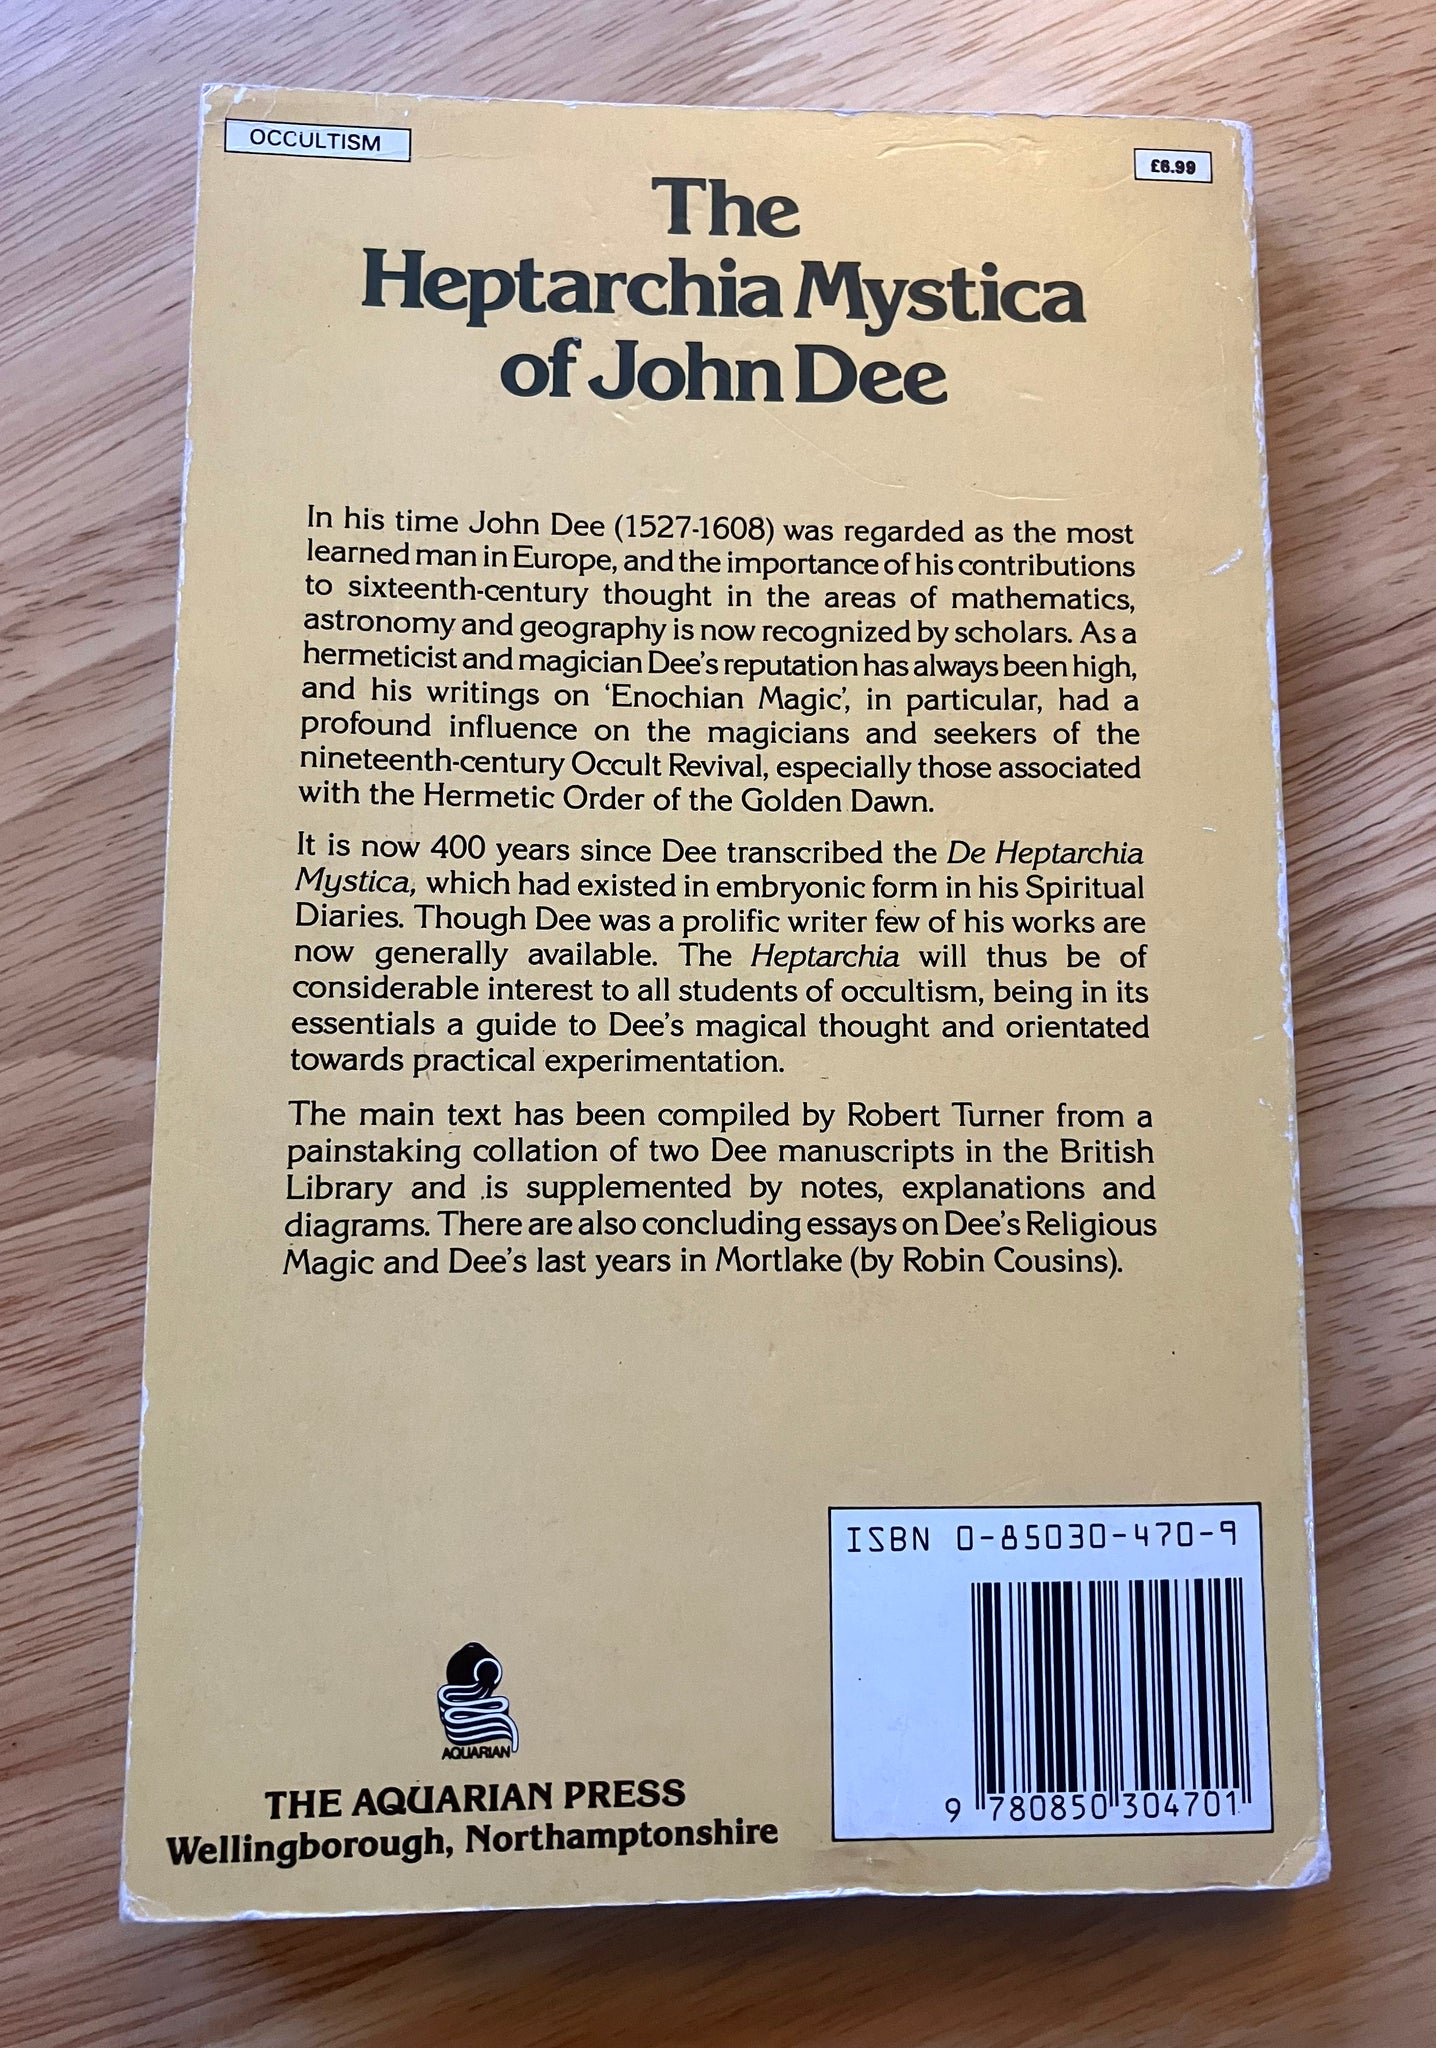 OCCULTISM
£6.99
The
Heptarchia Mystica
of John Dee
In his time John Dee (1527-1608) was regarded as the most
learned man in Europe, and the importance of his contributions
to sixteenth-century thought in the areas of mathematics,
astronomy and geography is now recognized by scholars. As a
hermeticist and magician Dee's reputation has always been high,
and his writings on ‘Enochian Magic’, in particular, had a
profound influence on the magicians and seekers of the
nineteenth-century Occult Revival, especially those associated
with the Hermetic Order of the Golden Dawn.
It is now 400 years since Dee transcribed the De Heptarchia
Mystica, which had existed in embryonic form in his Spiritual
Diaries. Though Dee was a prolific writer few of his works are
now generally available. The Heptarchia will thus be of
considerable interest to all students of occultism, being in its
essentials a guide to Dee's magical thought and orientated
towards practical experimentation.
The main text has been compiled by Robert Turner from a
painstaking collation of two Dee manuscripts in the British
Library and is supplemented by notes, explanations and
diagrams. There are also concluding essays on Dee's Religious
Magic and Dee's last years in Mortlake (by Robin Cousins).
ISBN 0-85030-470-9
9 780850 304701
AQUARIAN
THE AQUARIAN PRESS
Wellingborough, Northamptonshire